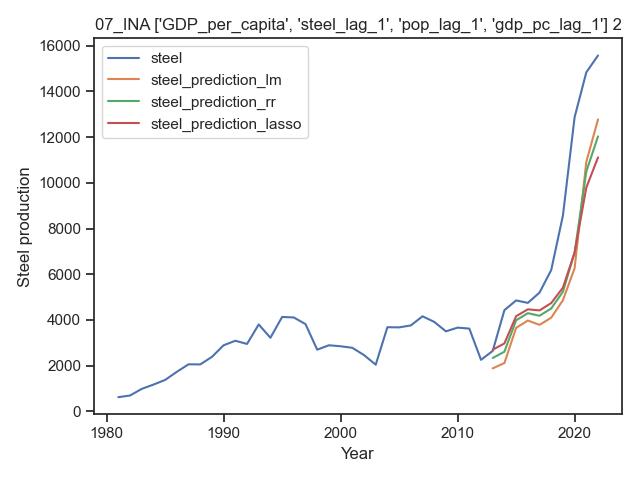 07_INA ['GDP_per_capita', 'steel_lag_1', 'pop_lag_1', 'gdp_pc_lag_1'] 2
steel
steel_prediction_lm
steel_prediction_rr
steel_prediction_lasso
16000
14000
12000
10000
8000
6000
4000
2000
0
Steel production
1980
1990
2000
2010
2020
Year